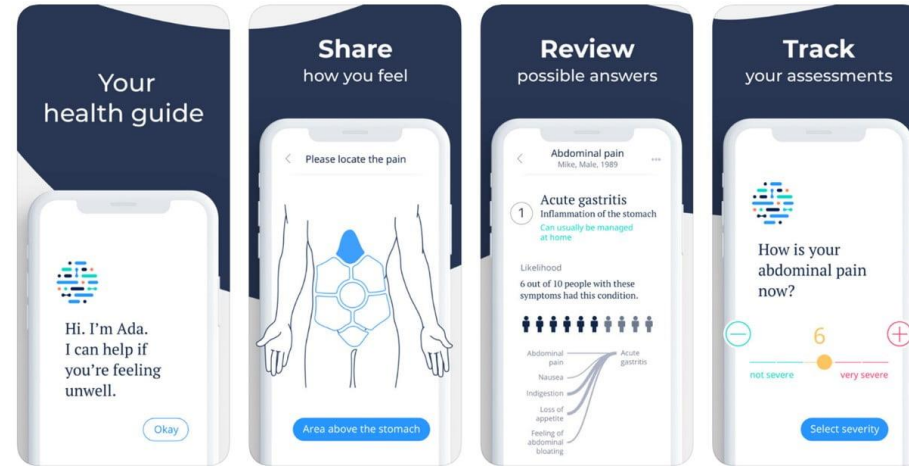 Your
health guide
Hi. I'm Ada.
I can help if
you're feeling
unwell.
Okay
Share
how you feel
Please locate the pain
Area above the stomach
Review
possible answers
Abdominal pain
Mike, Male, 1989
1
Acute gastritis
Inflammation of the stomach
Can usually be managed
at home
Likelihood
6 out of 10 people with these
symptoms had this condition.
Abdominal
pain
Acute
gastritis
Nausea
Indigestion
Loss of
appetite
Feeling of
abdominal
bloating
Track
your assessments
How is your
abdominal pain
now?
6
not severe
very severe
Select severity